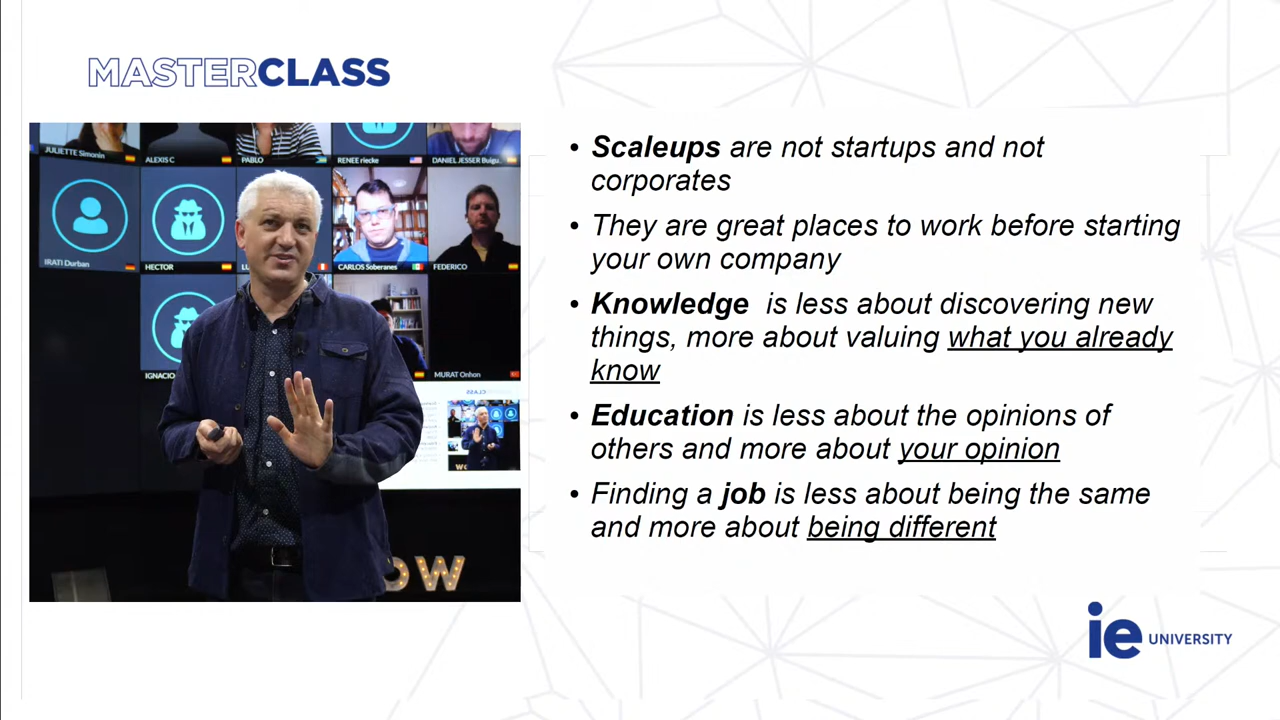 MASTERCLASS
JULIETTE Simonin
ALEXIS C
PABLO
RENEE riecke
DANIEL JESSER Buigu..
IRATI Durban
HECTOR
CARLOS Soberanes
FEDERICO
MURAT Onhon
• Scaleups are not startups and not
corporates
• They are great places to work before starting
your own company
• Knowledge is less about discovering new
things, more about valuing what you already
know
• Education is less about the opinions of
others and more about your opinion
• Finding a job is less about being the same
and more about being different
ie UNIVERSITY